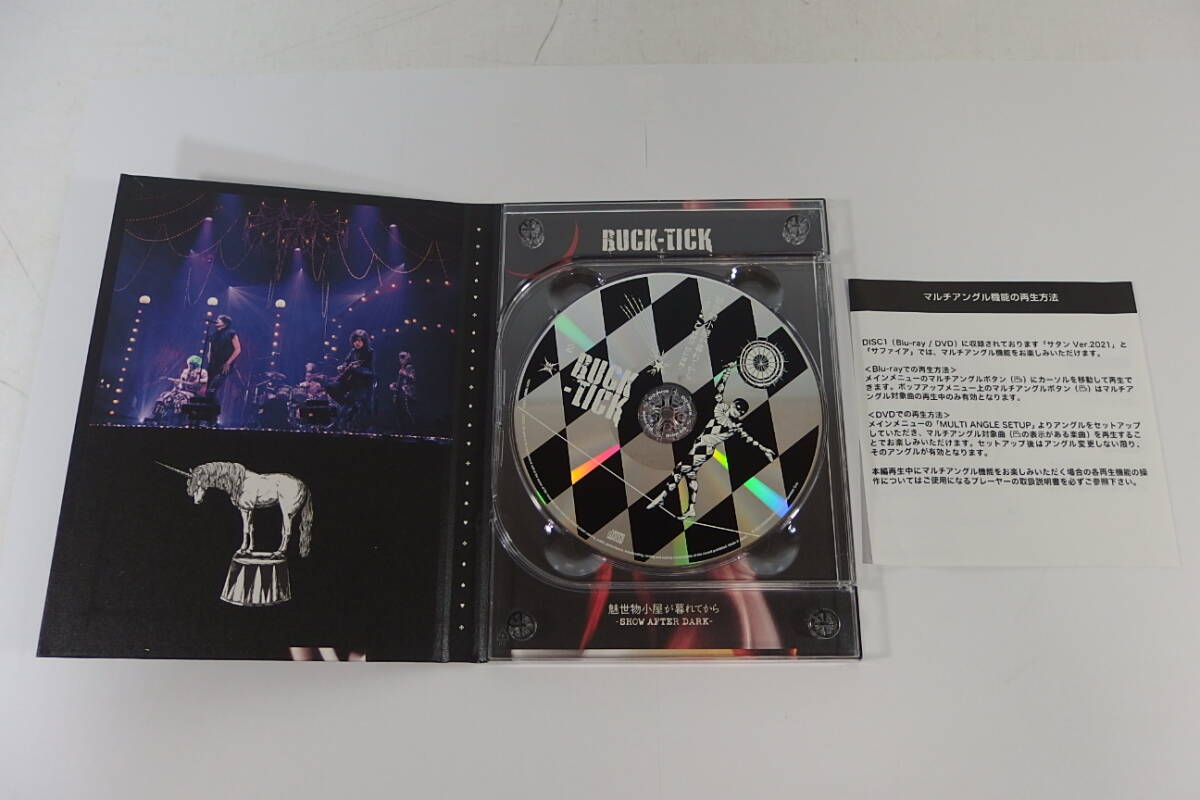 BUCK-TICK
BUCK
-TICK
魅世物小屋が暮れてから
-SHOW AFTER DARK-
マルチアングル機能の再生方法
DISC1（Blu-ray / DVD）に収録されております「サタン Ver.2021」と
「サファイア」では、マルチアングル機能をお楽しみいただけます。
＜Blu-rayでの再生方法＞
メインメニューのマルチアングルボタン（）にカーソルを移動して再生で
きます。ポップアップメニュー上のマルチアングルボタン（）はマルチア
ングル対象曲の再生中のみ有効となります。
＜DVDでの再生方法＞
メインメニューの「MULTI ANGLE SETUP」よりアングルをセットアップ
していただき、マルチアングル対象曲（の表示がある楽曲）を再生するこ
とでお楽しみいただけます。セットアップ後はアングル変更しない限り、
そのアングルが有効となります。
本編再生中にマルチアングル機能をお楽しみいただく場合の各再生機能の操
作についてはご使用になるプレーヤーの取扱説明書を必ずご参照下さい。